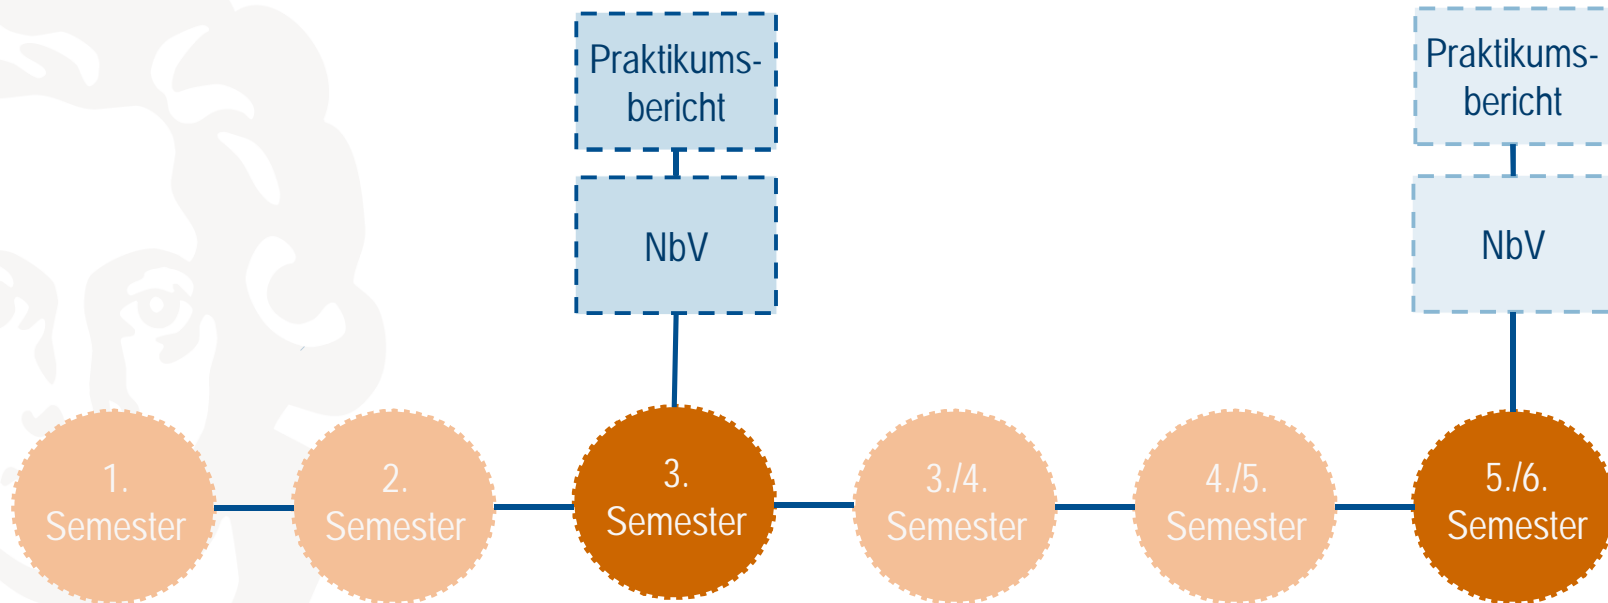 Praktikums-
bericht
NbV
Praktikums-
bericht
NbV
1.
Semester
2.
Semester
3.
Semester
3./4.
Semester
4./5.
Semester
5./6.
Semester